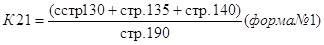 К21 = (сстр130 + стр.135 + стр.140) / стр.190 (форма№1)